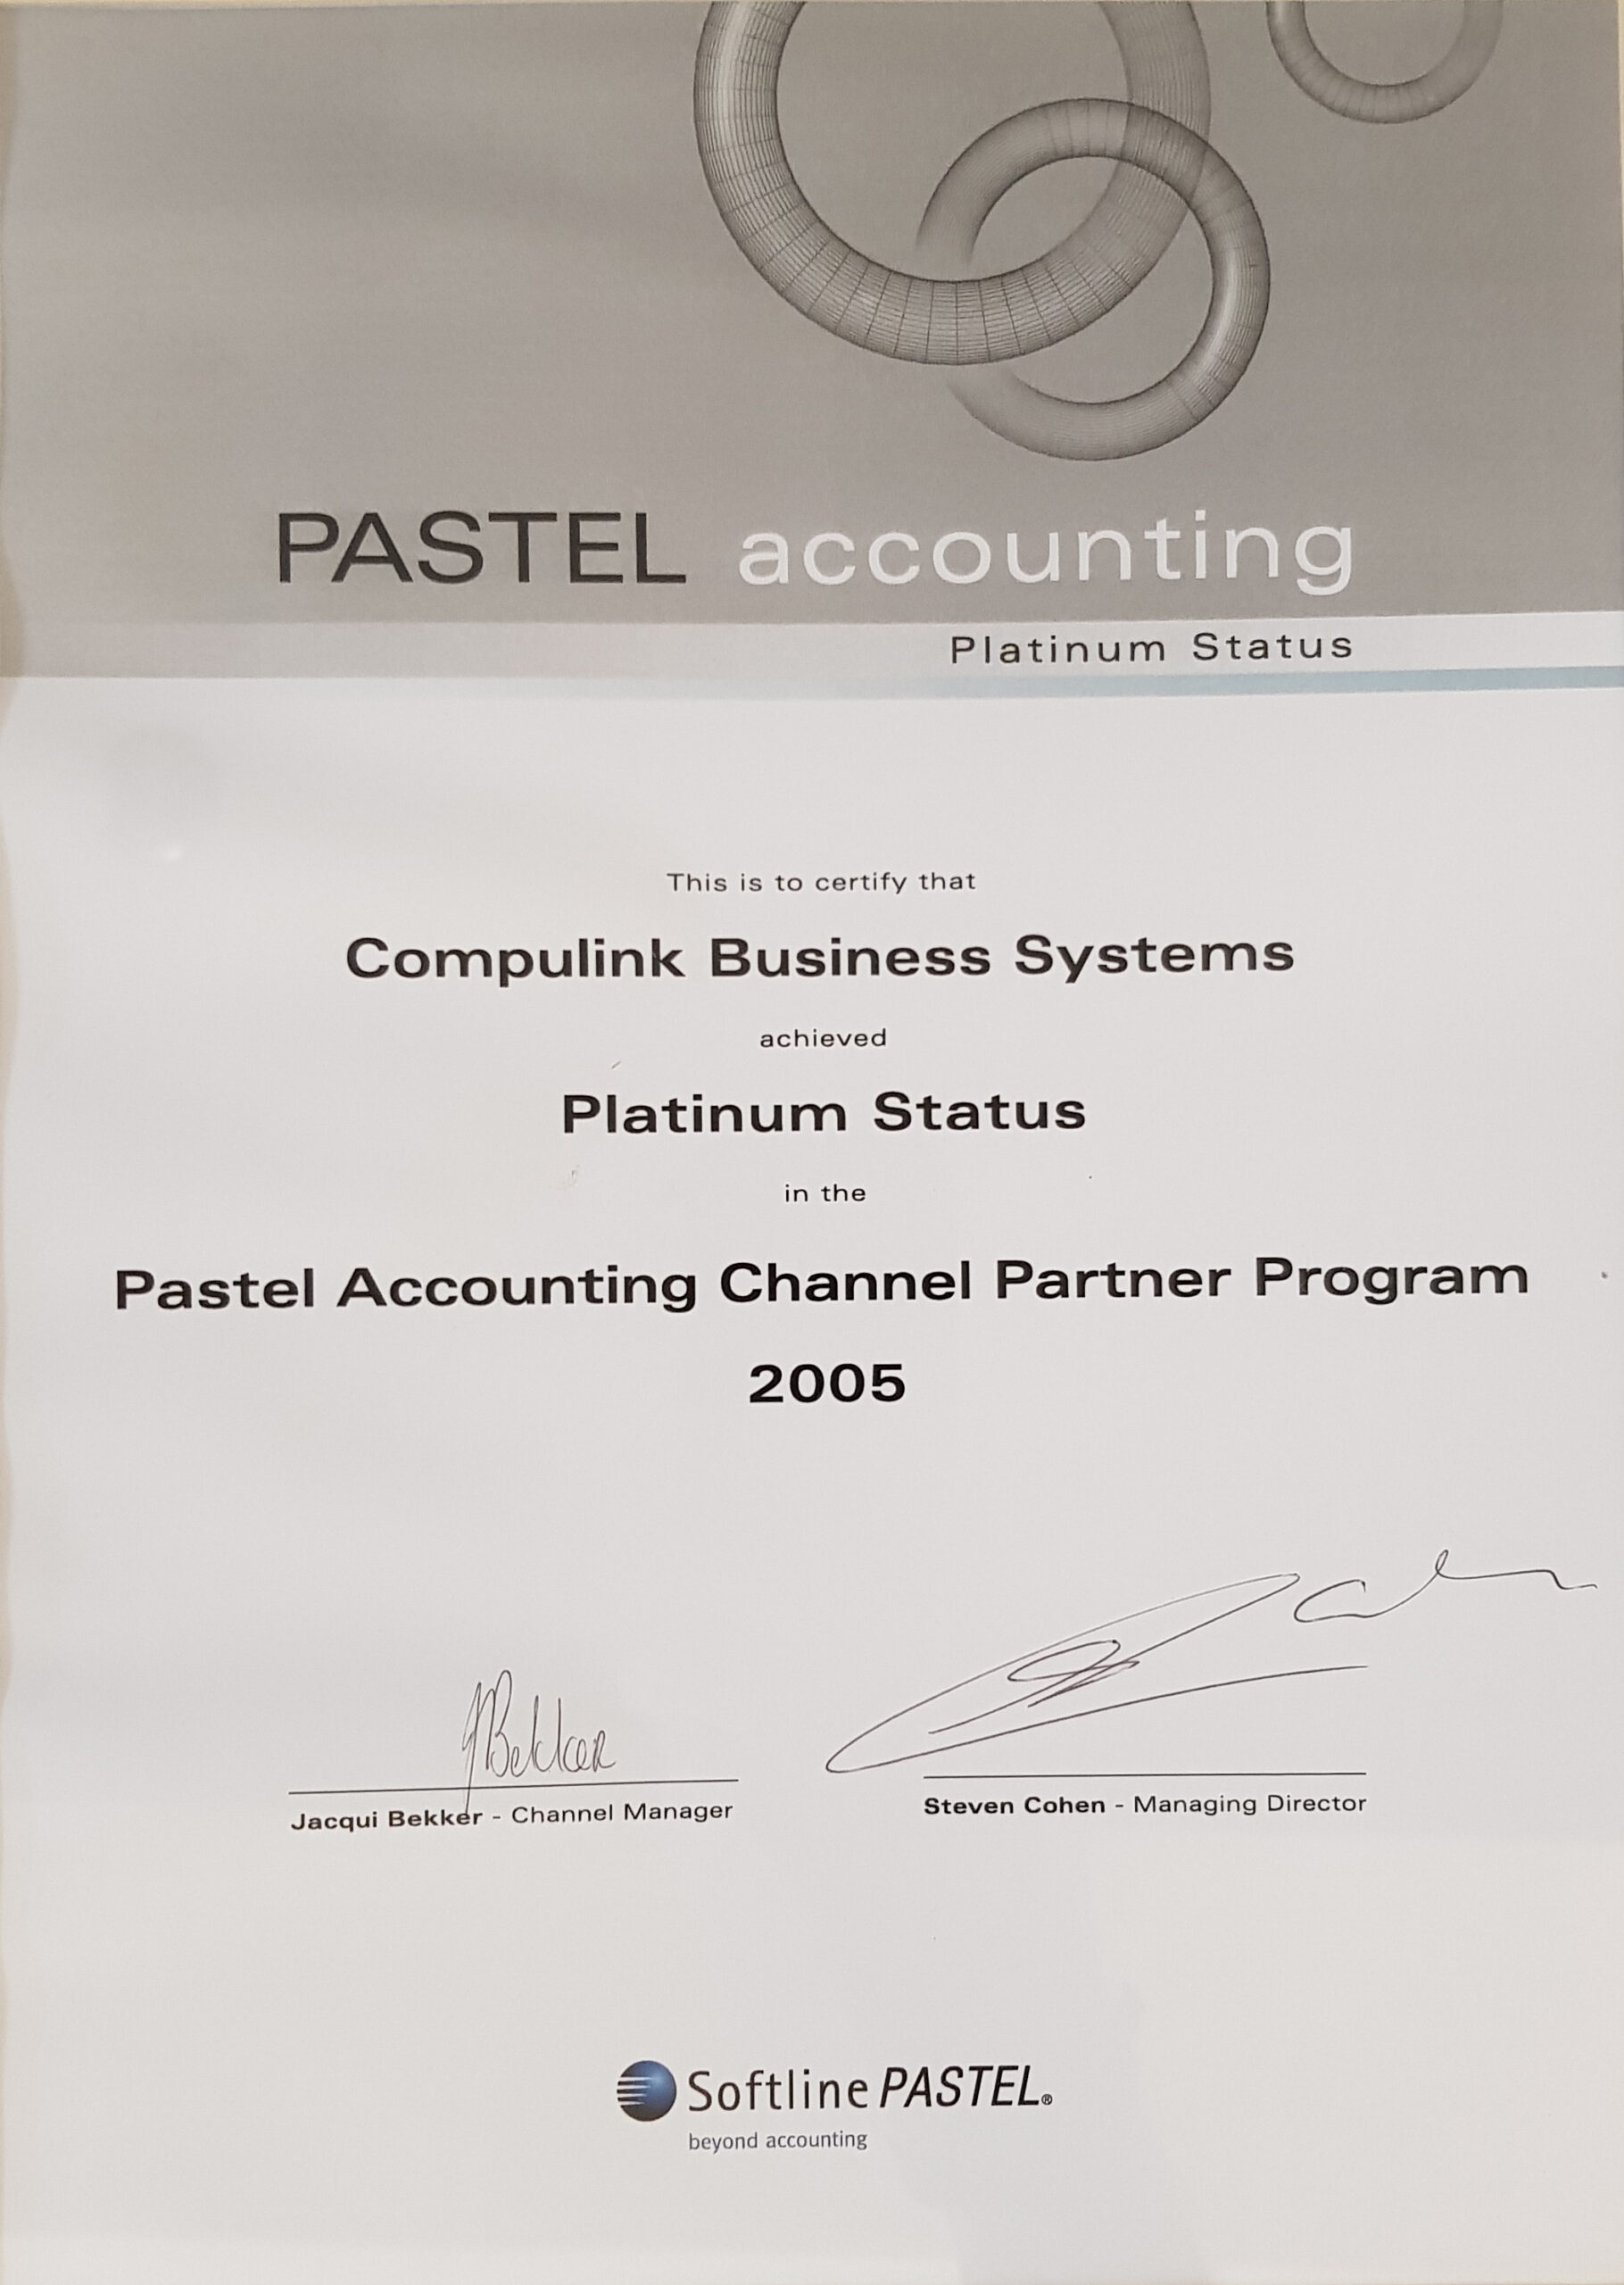 PASTEL accounting
Platinum Status
This is to certify that
Compulink Business Systems
achieved
Platinum Status
in the
Pastel Accounting Channel Partner Program
2005
JBekker
Jacqui Bekker - Channel Manager
Steven Cohen - Managing Director
Softline PASTEL®
beyond accounting